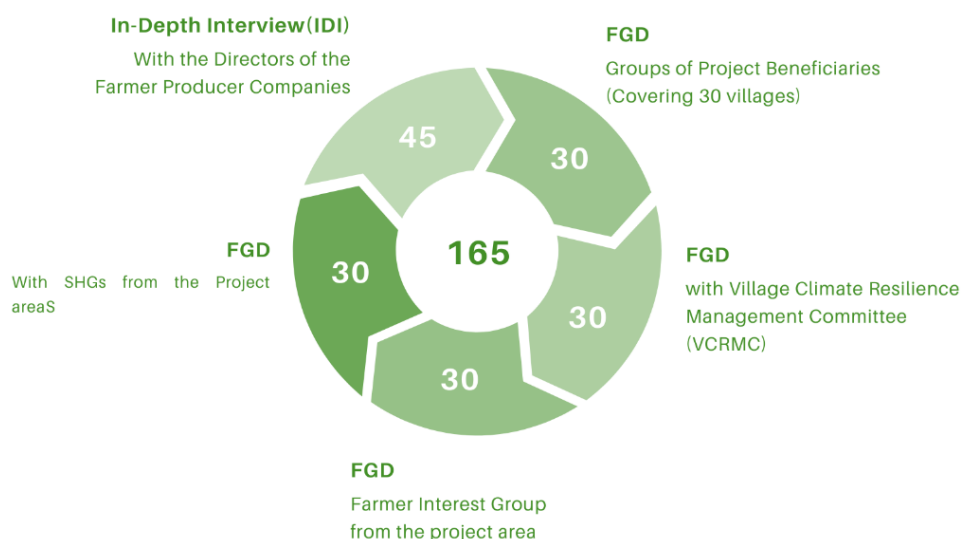 In-Depth Interview(IDI)
With the Directors of the
Farmer Producer Companies
45
FGD
Groups of Project Beneficiaries
(Covering 30 villages)
30
165
FGD
With SHGs from the Project
areaS
30
FGD
with Village Climate Resilience
Management Committee
(VCRMC)
30
30
FGD
Farmer Interest Group
from the project area